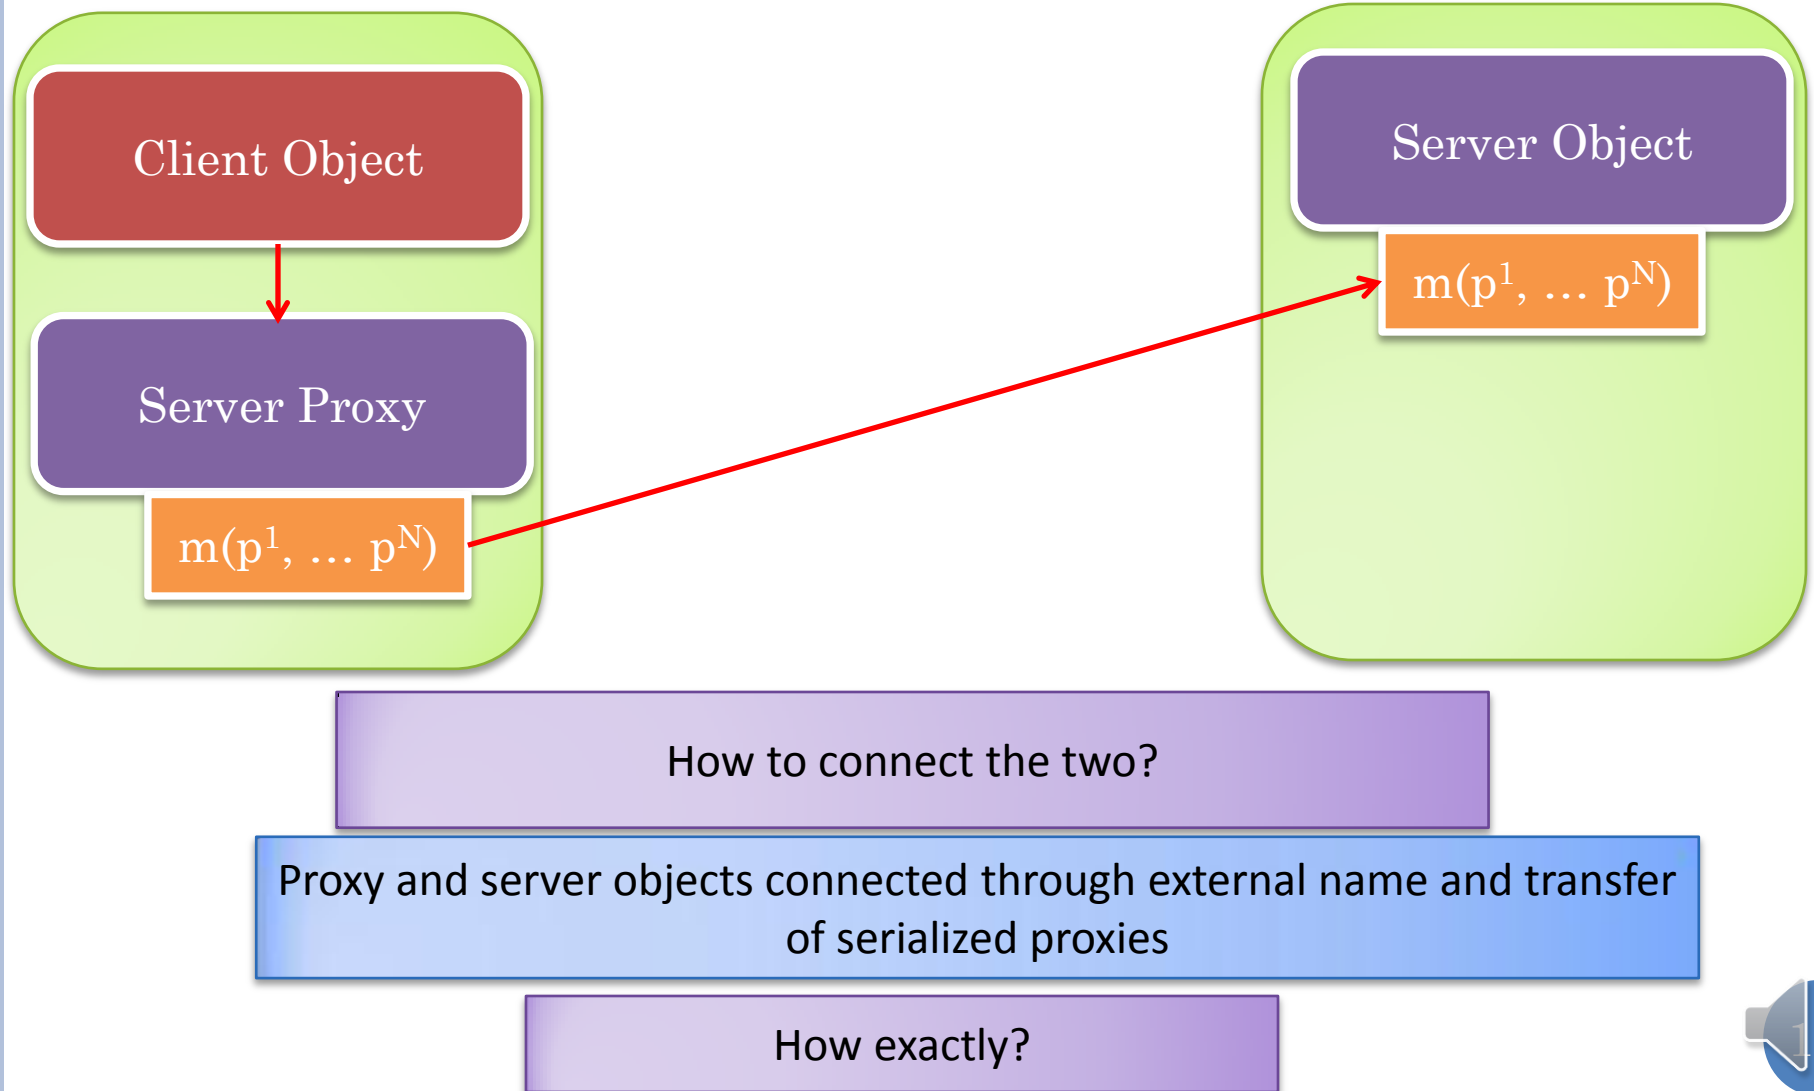 Client Object
Server Object
m(p¹, … pᴺ)
Server Proxy
m(p¹, … pᴺ)
How to connect the two?
Proxy and server objects connected through external name and transfer
of serialized proxies
How exactly?
1